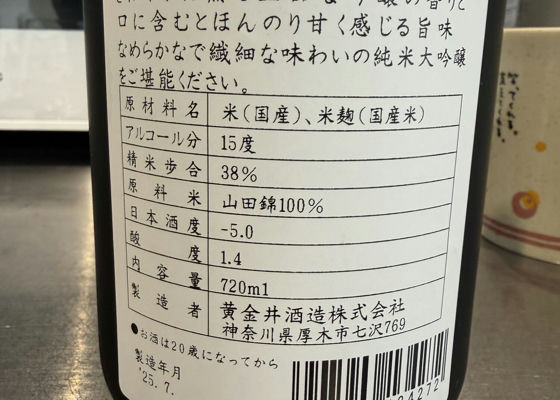 口に含むとほんのり甘く感じる旨味
なめらかで繊細な味わいの純米大吟醸
をご堪能ください。
原材料名 米(国産)、米麹(国産米)
アルコール分 15度
精米歩合 38%
原料米 山田錦100%
日本酒度 -5.0
酸度 1.4
内容量 720ml
製造者 黄金井酒造株式会社
神奈川県厚木市七沢769
●お酒は20歳になってから
製造年月
'25.7.